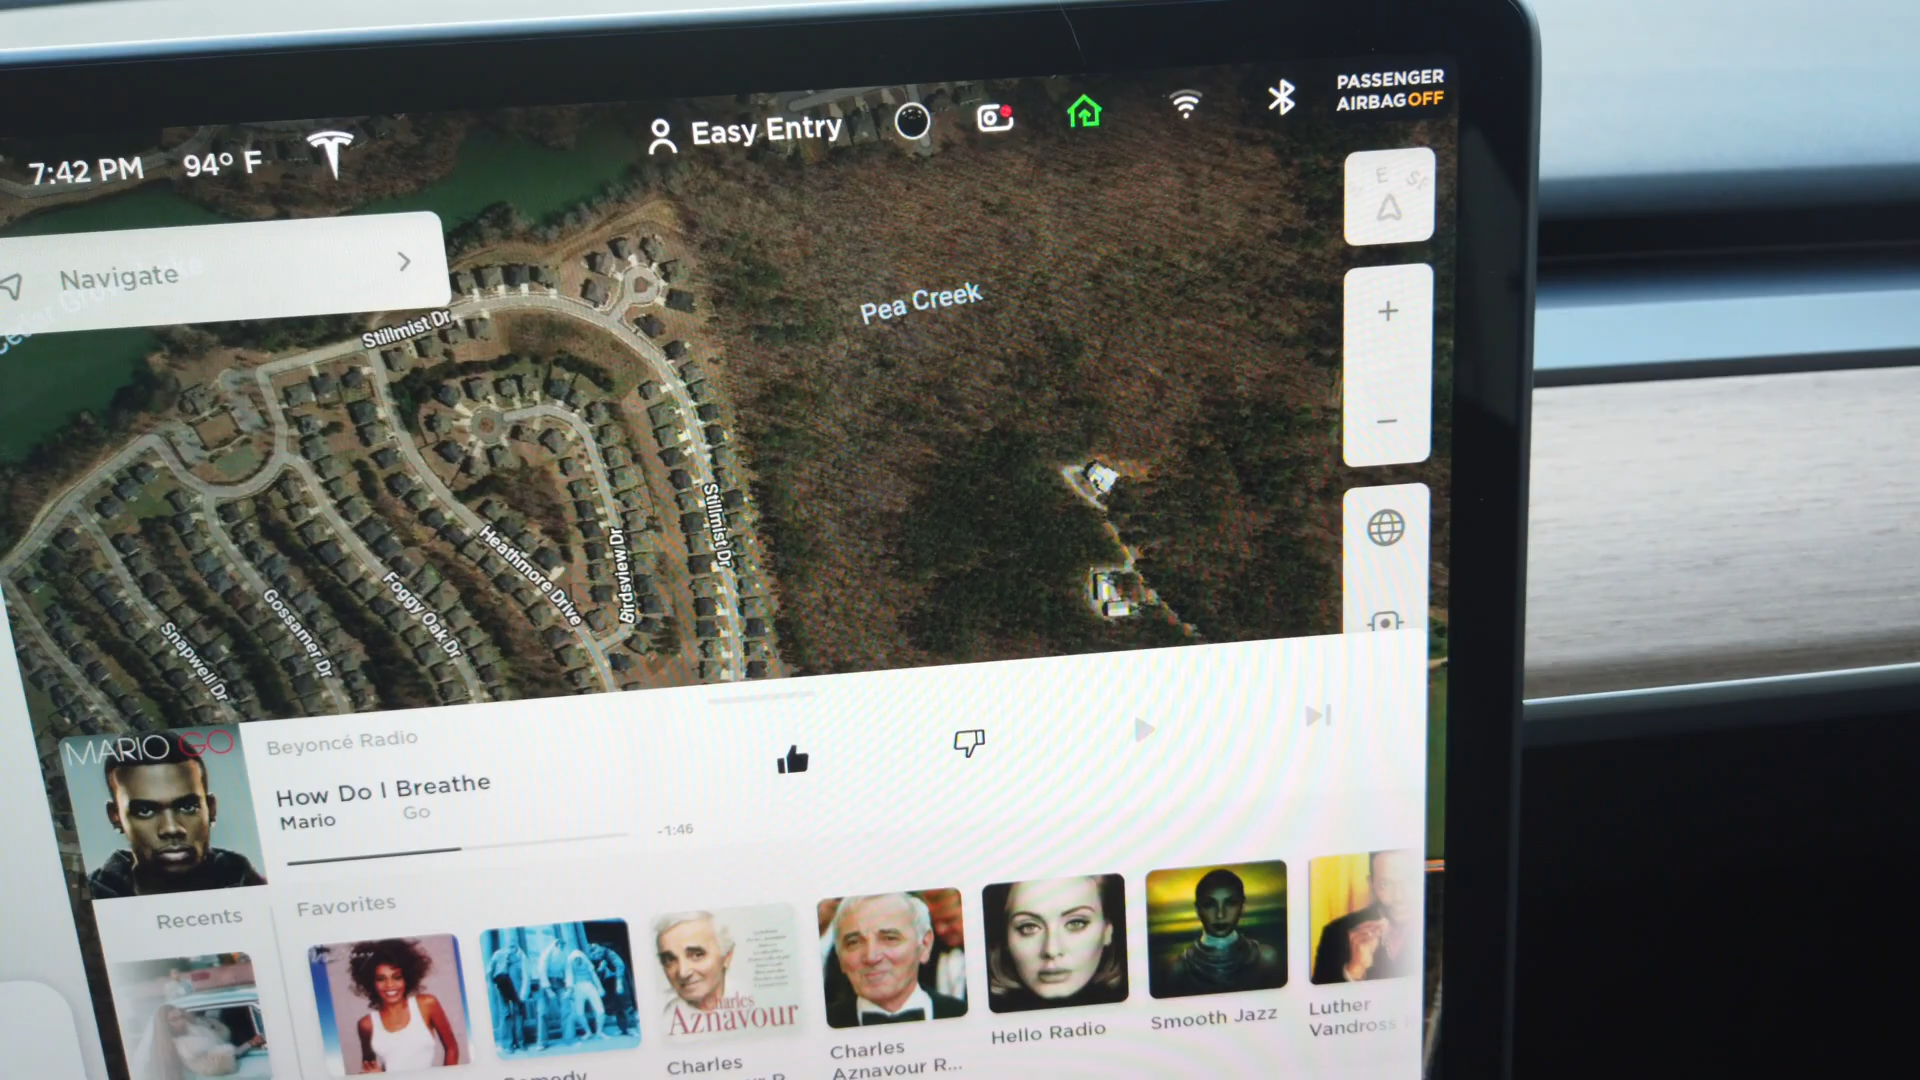 PASSENGER
AIRBAG OFF
7:42 PM
94° F
Easy Entry
E
Navigate
Pea Creek
Stillmist Dr
Stillmist Dr
Birdsview Dr
Heathmore Drive
Foggy Oak Dr
Gossamer Dr
Snapwell Dr
MARIO GO
Beyoncé Radio
How Do I Breathe
Mario
Go
-1:46
Recents
Favorites
Charles
Aznavour
Comedy
Charles
Charles
Aznavour R...
Hello Radio
Smooth Jazz
Luther
Vandross